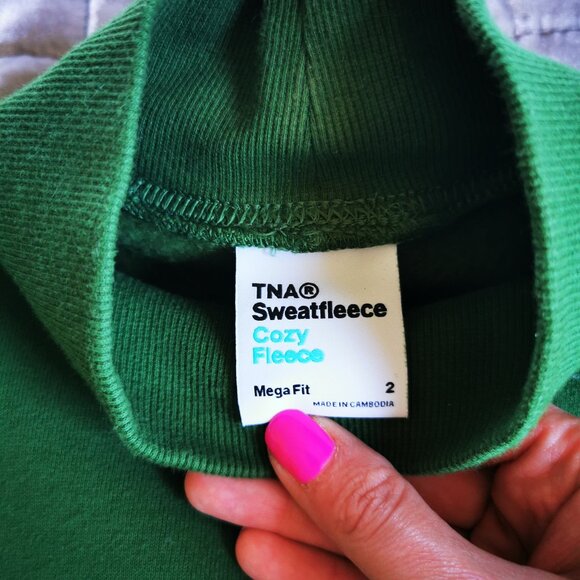 TNA®
Sweatfleece
Cozy
Fleece
Mega Fit 2
MADE IN CAMBODIA